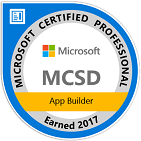 MICROSOFT CERTIFIED PROFESSIONAL
Microsoft
MCSD
App Builder
Earned 2017